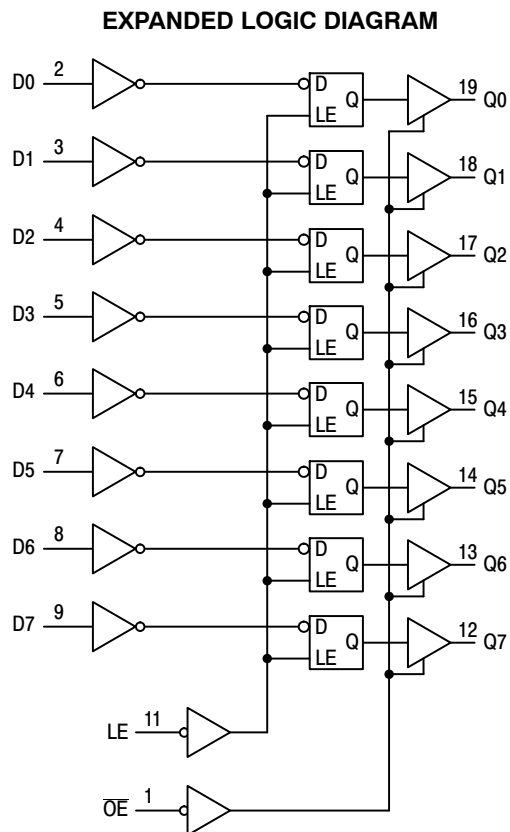 EXPANDED LOGIC DIAGRAM
D0 2 D Q LE 19 Q0
D1 3 D Q LE 18 Q1
D2 4 D Q LE 17 Q2
D3 5 D Q LE 16 Q3
D4 6 D Q LE 15 Q4
D5 7 D Q LE 14 Q5
D6 8 D Q LE 13 Q6
D7 9 D Q LE 12 Q7
LE 11
O̅E̅ 1